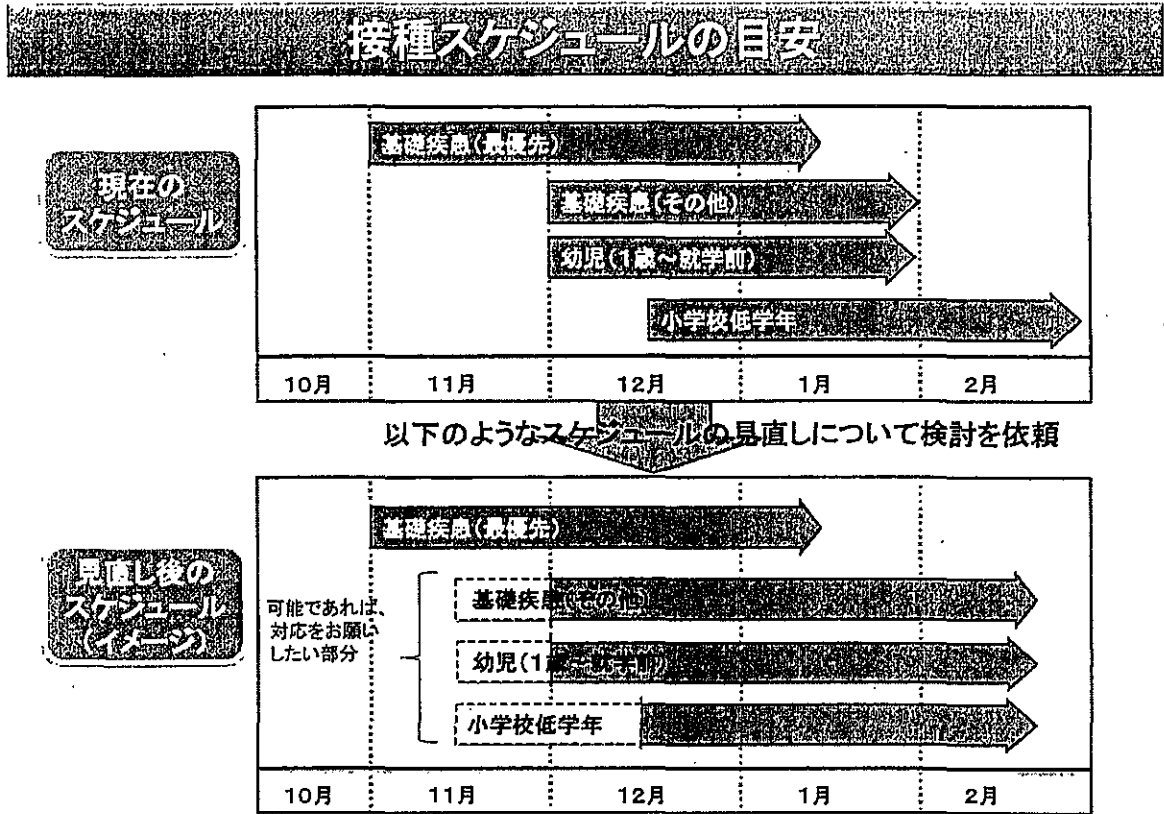 接種スケジュールの目安
現在の
スケジュール
基礎疾患(最優先)
基礎疾患(その他)
幼児(1歳～就学前)
小学校低学年
10月 11月 12月 1月 2月
以下のようなスケジュールの見直しについて検討を依頼
見直し後の
スケジュール
(イメージ)
基礎疾患(最優先)
可能であれば、
対応をお願い
したい部分
基礎疾患(その他)
幼児(1歳～就学前)
小学校低学年
10月 11月 12月 1月 2月